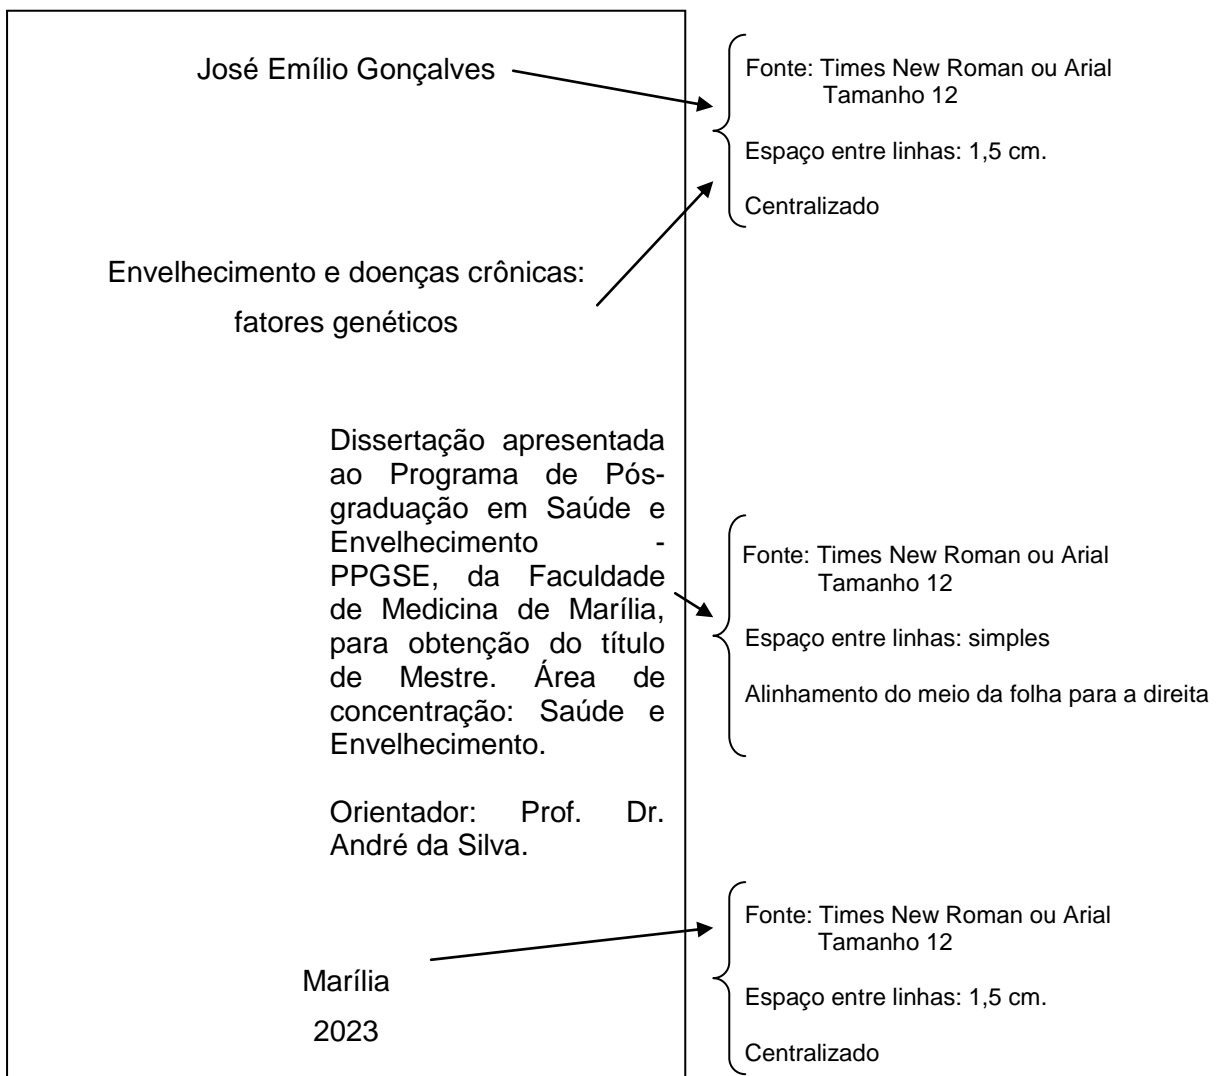 José Emílio Gonçalves
Fonte: Times New Roman ou Arial
Tamanho 12
Espaço entre linhas: 1,5 cm.
Centralizado
Envelhecimento e doenças crônicas:
fatores genéticos
Dissertação apresentada
ao Programa de Pós-
graduação em Saúde e
Envelhecimento -
PPGSE, da Faculdade
de Medicina de Marília,
para obtenção do título
de Mestre. Área de
concentração: Saúde e
Envelhecimento.
Orientador: Prof. Dr.
André da Silva.
Fonte: Times New Roman ou Arial
Tamanho 12
Espaço entre linhas: simples
Alinhamento do meio da folha para a direita
Marília
2023
Fonte: Times New Roman ou Arial
Tamanho 12
Espaço entre linhas: 1,5 cm.
Centralizado